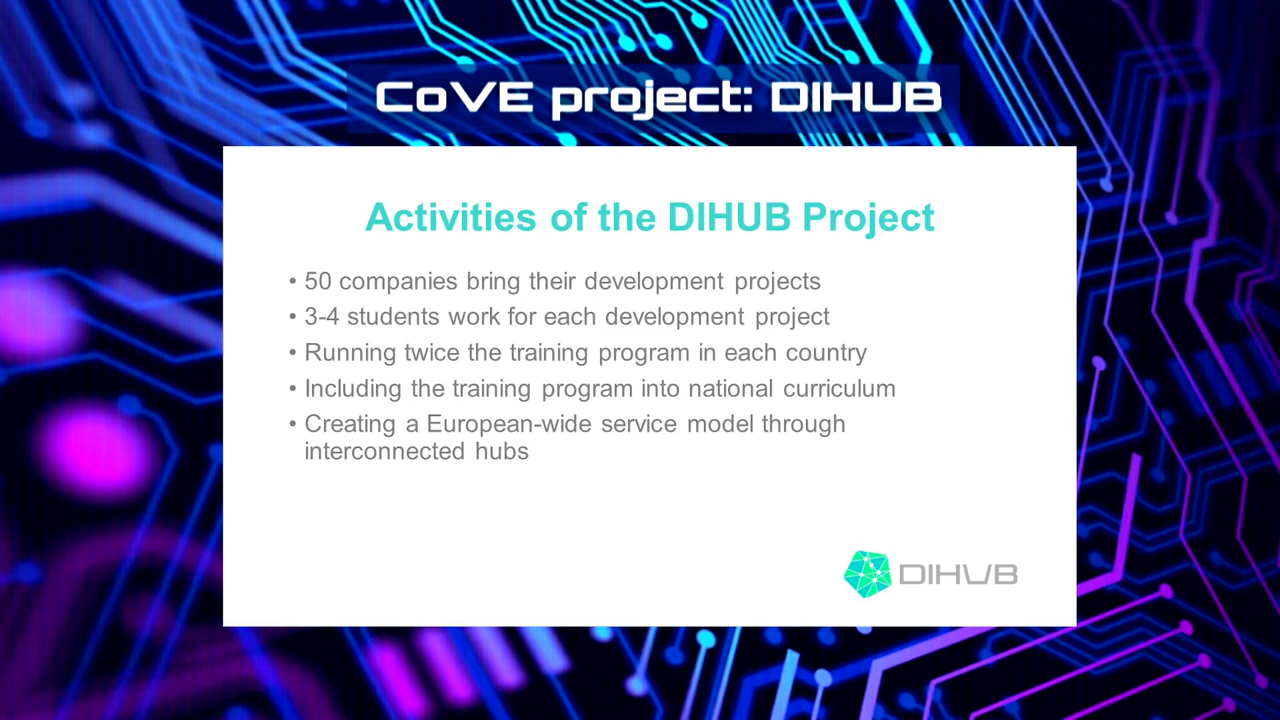 CoVE project: DIHUB
Activities of the DIHUB Project
• 50 companies bring their development projects
• 3-4 students work for each development project
• Running twice the training program in each country
• Including the training program into national curriculum
• Creating a European-wide service model through
interconnected hubs
DIHUB